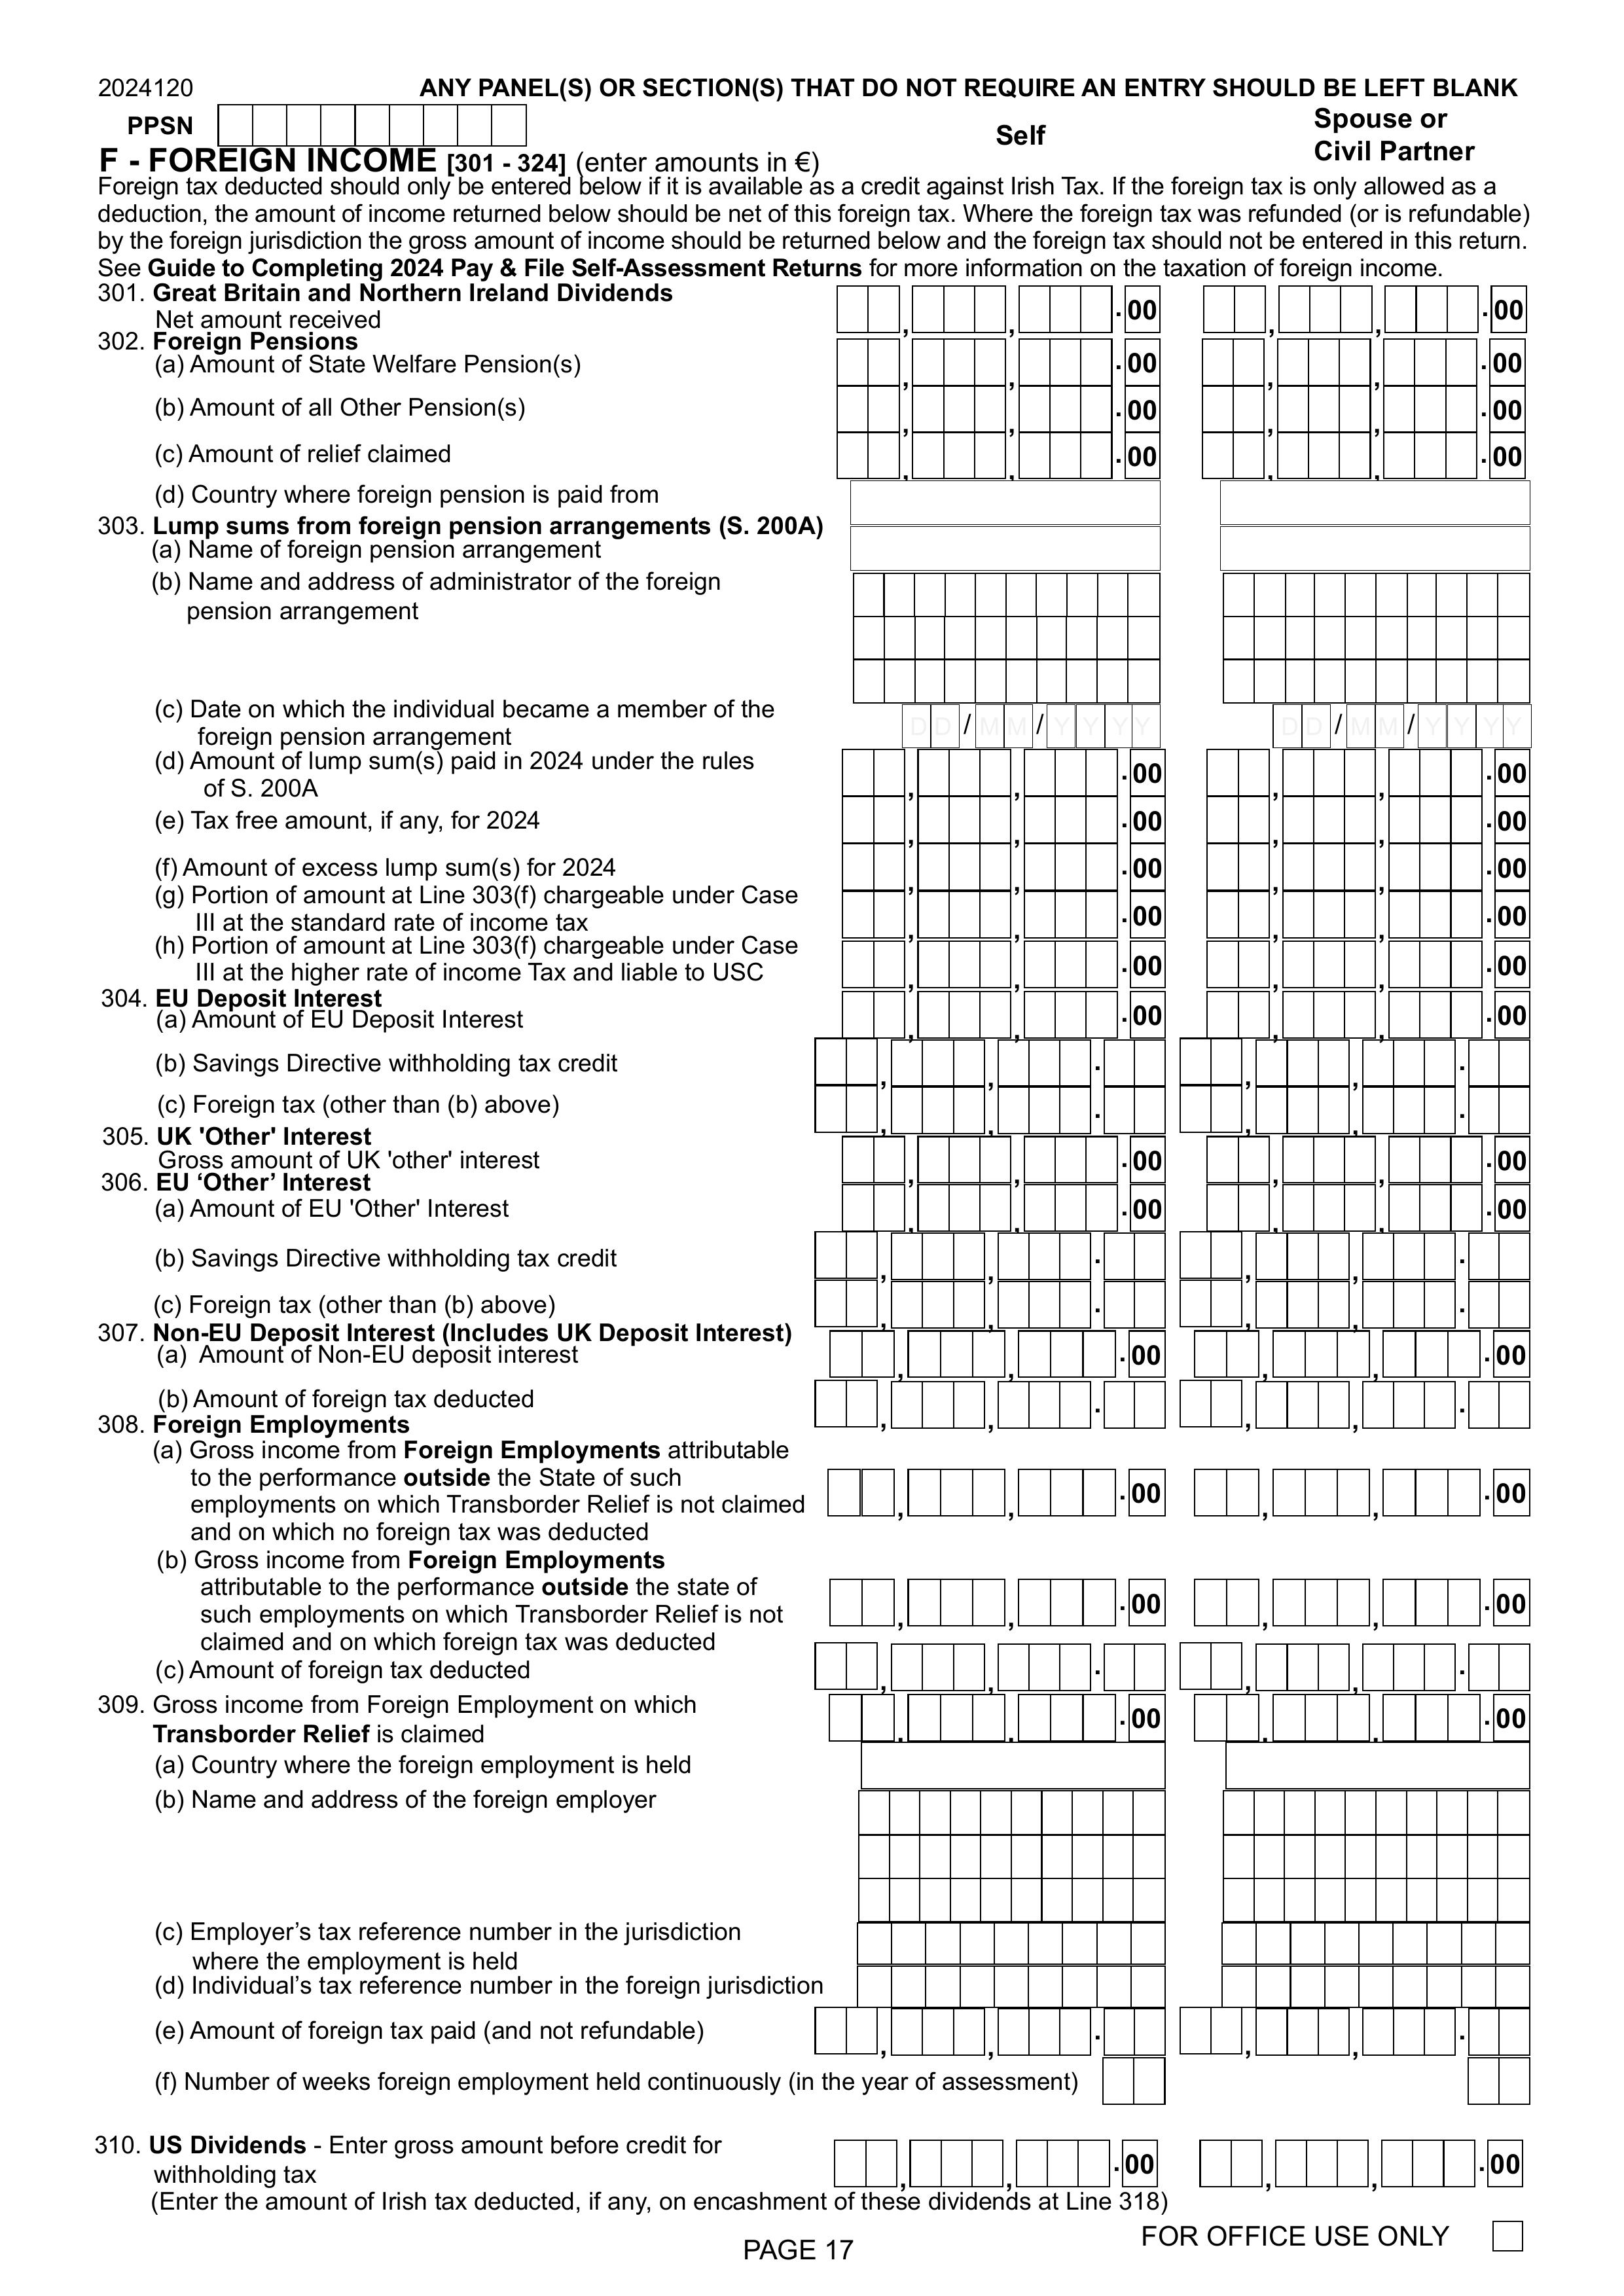 2024120 ANY PANEL(S) OR SECTION(S) THAT DO NOT REQUIRE AN ENTRY SHOULD BE LEFT BLANK
PPSN
Self
Spouse or
Civil Partner
F - FOREIGN INCOME [301 - 324] (enter amounts in €)
Foreign tax deducted should only be entered below if it is available as a credit against Irish Tax. If the foreign tax is only allowed as a
deduction, the amount of income returned below should be net of this foreign tax. Where the foreign tax was refunded (or is refundable)
by the foreign jurisdiction the gross amount of income should be returned below and the foreign tax should not be entered in this return.
See Guide to Completing 2024 Pay & File Self-Assessment Returns for more information on the taxation of foreign income.
301. Great Britain and Northern Ireland Dividends
Net amount received , , .00 , , .00
302. Foreign Pensions
(a) Amount of State Welfare Pension(s) , , .00 , , .00
(b) Amount of all Other Pension(s) , , .00 , , .00
(c) Amount of relief claimed , , .00 , , .00
(d) Country where foreign pension is paid from
303. Lump sums from foreign pension arrangements (S. 200A)
(a) Name of foreign pension arrangement
(b) Name and address of administrator of the foreign
pension arrangement
(c) Date on which the individual became a member of the
foreign pension arrangement DD/MM/YYYY DD/MM/YYYY
(d) Amount of lump sum(s) paid in 2024 under the rules
of S. 200A , , .00 , , .00
(e) Tax free amount, if any, for 2024 , , .00 , , .00
(f) Amount of excess lump sum(s) for 2024 , , .00 , , .00
(g) Portion of amount at Line 303(f) chargeable under Case
III at the standard rate of income tax , , .00 , , .00
(h) Portion of amount at Line 303(f) chargeable under Case
III at the higher rate of income Tax and liable to USC , , .00 , , .00
304. EU Deposit Interest
(a) Amount of EU Deposit Interest , , .00 , , .00
(b) Savings Directive withholding tax credit , , . , , .
(c) Foreign tax (other than (b) above) , , . , , .
305. UK 'Other' Interest
Gross amount of UK 'other' interest , , .00 , , .00
306. EU ‘Other’ Interest
(a) Amount of EU 'Other' Interest , , .00 , , .00
(b) Savings Directive withholding tax credit , , . , , .
(c) Foreign tax (other than (b) above) , , . , , .
307. Non-EU Deposit Interest (Includes UK Deposit Interest)
(a) Amount of Non-EU deposit interest , , .00 , , .00
(b) Amount of foreign tax deducted , , . , , .
308. Foreign Employments
(a) Gross income from Foreign Employments attributable
to the performance outside the State of such
employments on which Transborder Relief is not claimed , , .00 , , .00
and on which no foreign tax was deducted
(b) Gross income from Foreign Employments
attributable to the performance outside the state of
such employments on which Transborder Relief is not , , .00 , , .00
claimed and on which foreign tax was deducted
(c) Amount of foreign tax deducted , , . , , .
309. Gross income from Foreign Employment on which
Transborder Relief is claimed , , .00 , , .00
(a) Country where the foreign employment is held
(b) Name and address of the foreign employer
(c) Employer’s tax reference number in the jurisdiction
where the employment is held
(d) Individual’s tax reference number in the foreign jurisdiction
(e) Amount of foreign tax paid (and not refundable) , , . , , .
(f) Number of weeks foreign employment held continuously (in the year of assessment)
310. US Dividends - Enter gross amount before credit for
withholding tax , , .00 , , .00
(Enter the amount of Irish tax deducted, if any, on encashment of these dividends at Line 318)
FOR OFFICE USE ONLY
PAGE 17